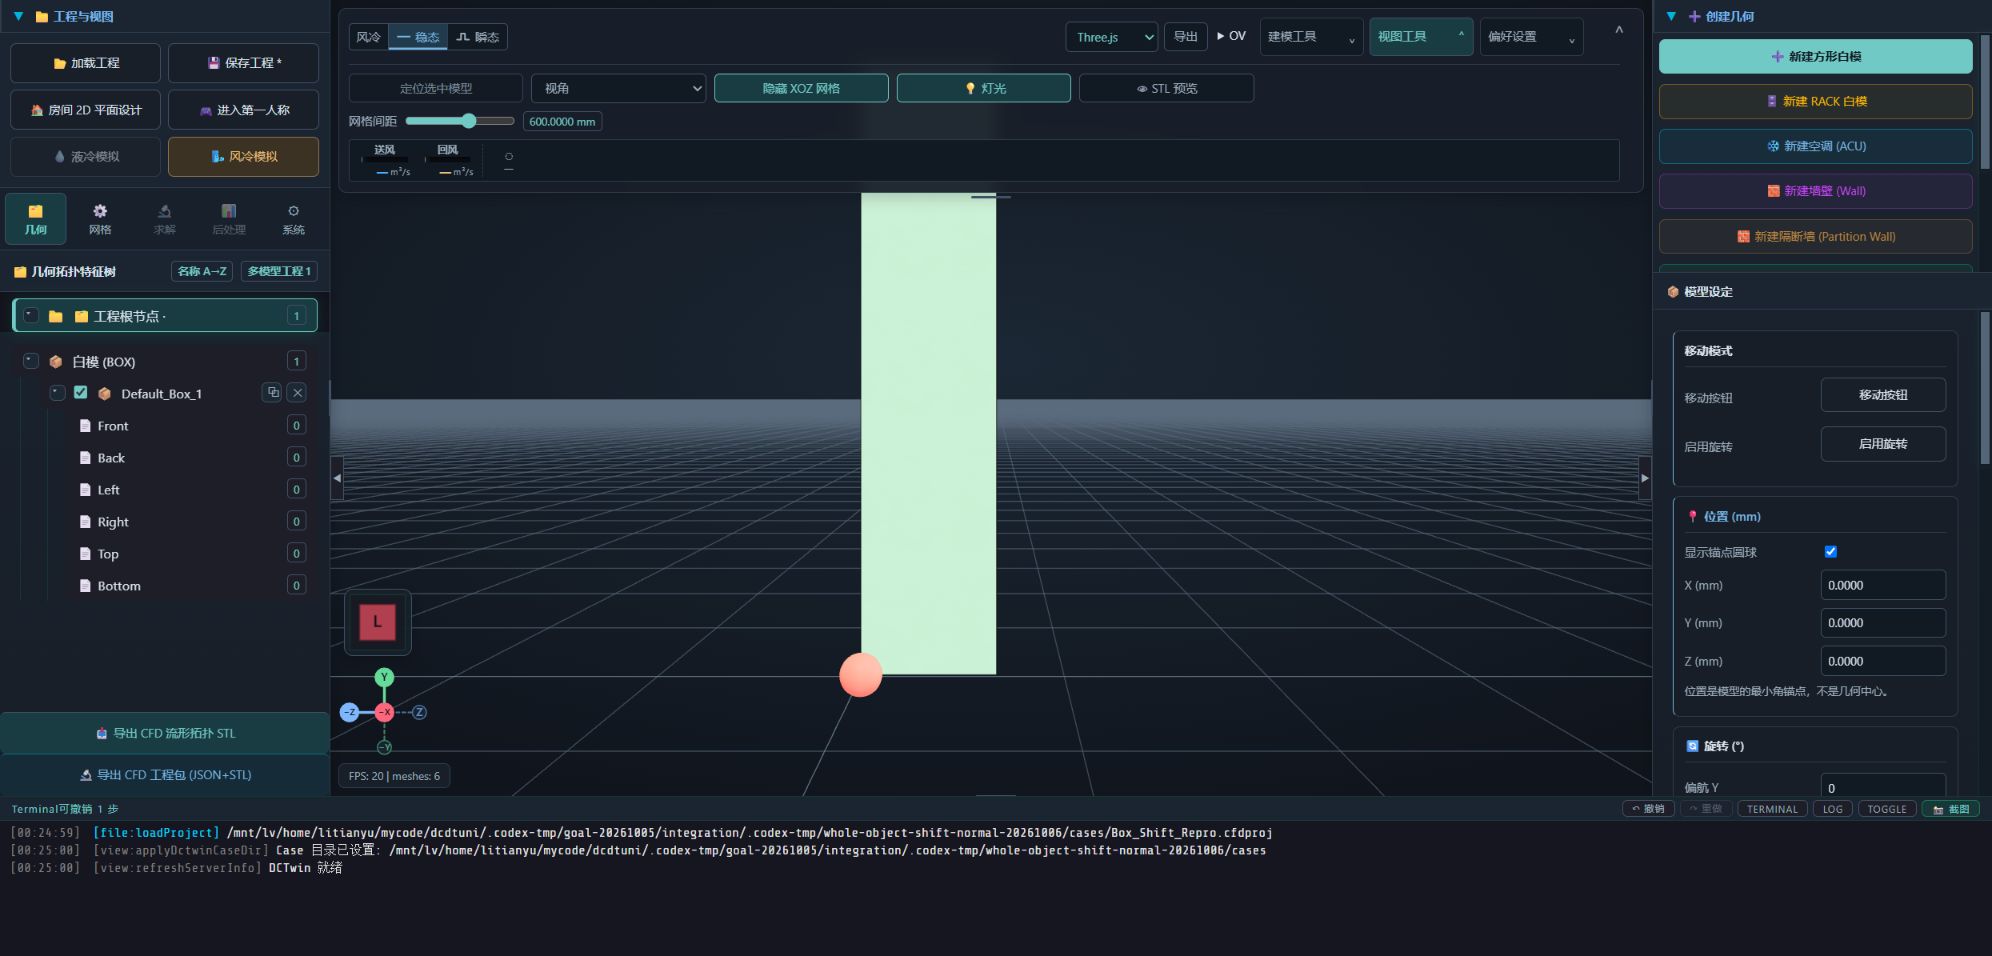 工程与视图
加载工程
保存工程 *
房间 2D 平面设计
进入第一人称
液冷模拟
风冷模拟
几何
网格
求解
后处理
系统
几何拓扑特征树
名称 A→Z
多模型工程 1
工程根节点 ·
1
白模 (BOX)
1
Default_Box_1
Front
0
Back
0
Left
0
Right
0
Top
0
Bottom
0
导出 CFD 流形拓扑 STL
导出 CFD 工程包 (JSON+STL)
风冷
稳态
瞬态
Three.js
导出
OV
建模工具
视图工具
偏好设置
定位选中模型
视角
隐藏 XOZ 网格
灯光
STL 预览
网格间距
600.0000 mm
送风
回风
m³/s
m³/s
L
Y
-Z
-X
Z
-Y
FPS: 20 | meshes: 6
创建几何
新建方形白模
新建 RACK 白模
新建空调 (ACU)
新建墙壁 (Wall)
新建隔断墙 (Partition Wall)
模型设定
移动模式
移动按钮
移动按钮
启用旋转
启用旋转
位置 (mm)
显示锚点圆球
X (mm)
0.0000
Y (mm)
0.0000
Z (mm)
0.0000
位置是模型的最小角锚点，不是几何中心。
旋转 (°)
偏航 Y
0
Terminal可撤销 1 步
撤销
重做
TERMINAL
LOG
TOGGLE
截图
[00:24:59] [file:loadProject] /mnt/lv/home/litianyu/mycode/dcdtuni/.codex-tmp/goal-20261005/integration/.codex-tmp/whole-object-shift-normal-20261006/cases/Box_Shift_Repro.cfdproj
[00:25:00] [view:applyDctwinCaseDir] Case 目录已设置: /mnt/lv/home/litianyu/mycode/dcdtuni/.codex-tmp/goal-20261005/integration/.codex-tmp/whole-object-shift-normal-20261006/cases
[00:25:00] [view:refreshServerInfo] DCTwin 就绪